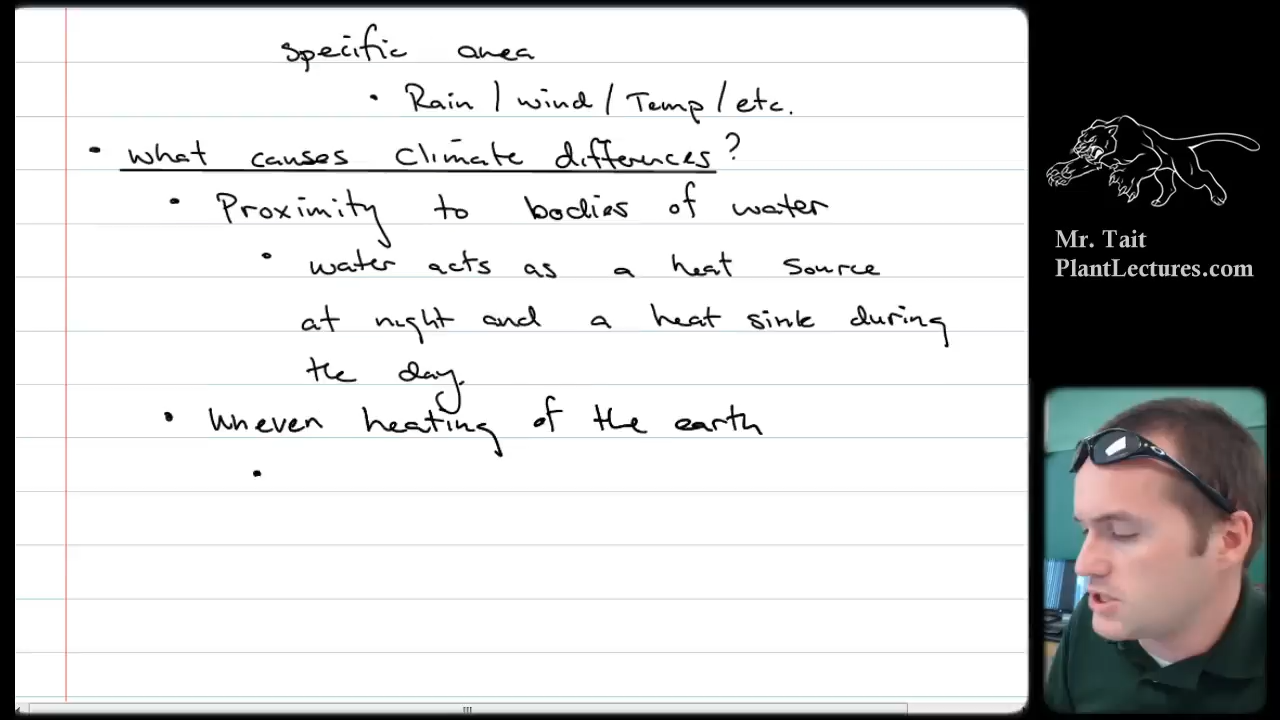 specific area
• Rain / wind / Temp / etc.
• What causes Climate differences?
• Proximity to bodies of water
• water acts as a heat source
at night and a heat sink during
the day.
• Uneven heating of the earth
•
Mr. Tait
PlantLectures.com